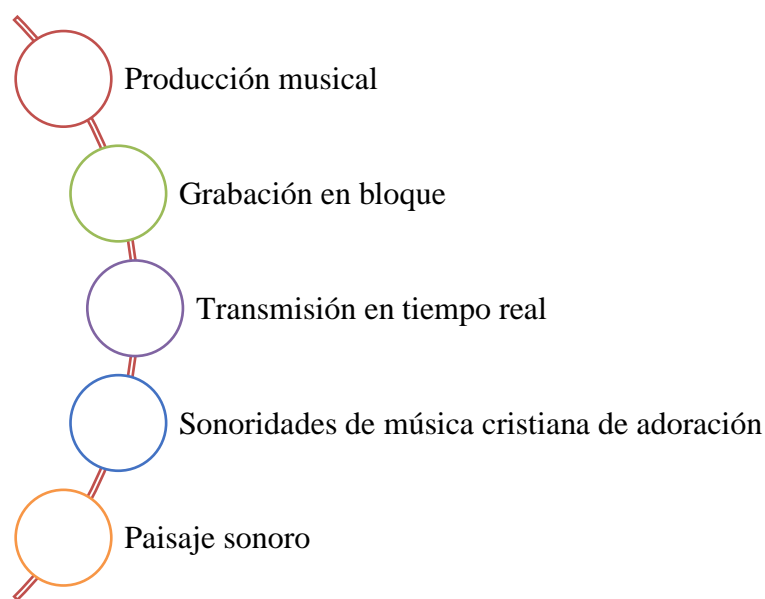 Producción musical
Grabación en bloque
Transmisión en tiempo real
Sonoridades de música cristiana de adoración
Paisaje sonoro